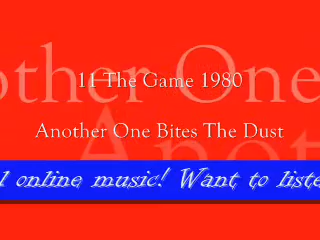 other One
11 The Game 1980
Another One Bites The Dust
Anot
l online music! Want to liste